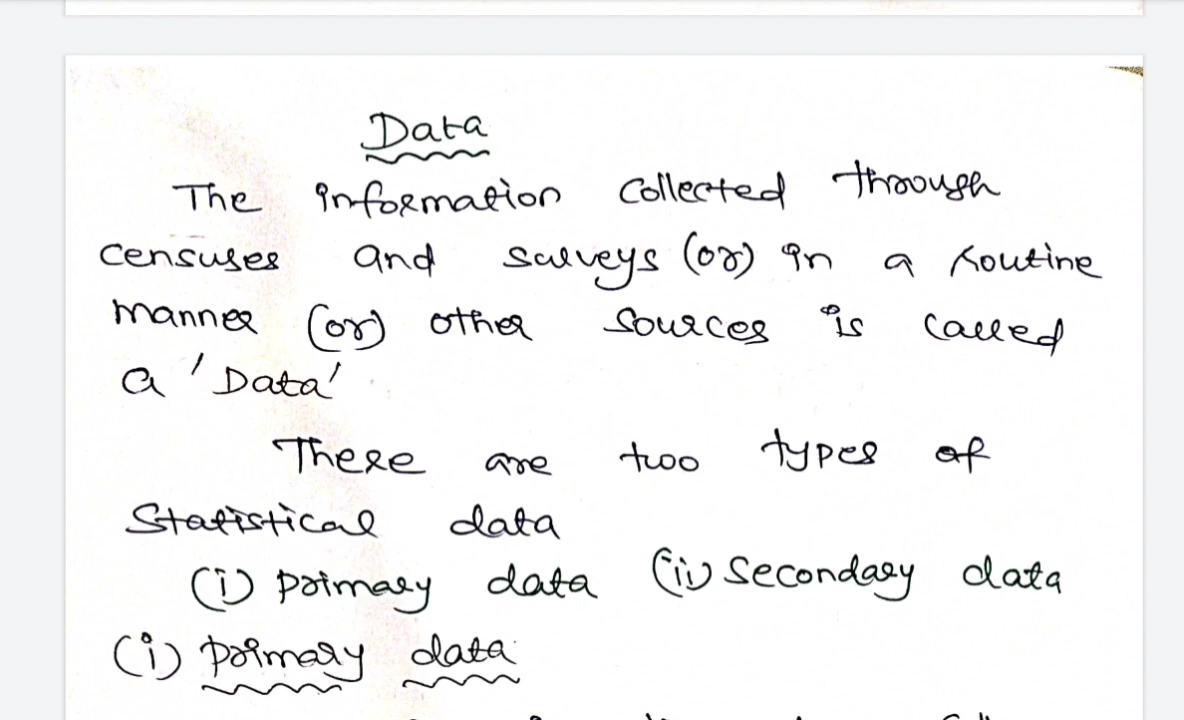 Data
The information collected through
censuses and surveys (or) in a routine
manner (or) other sources is called
a 'Data'
There are two types of
Statistical data
(i) primary data (ii) Secondary data
(i) primary data